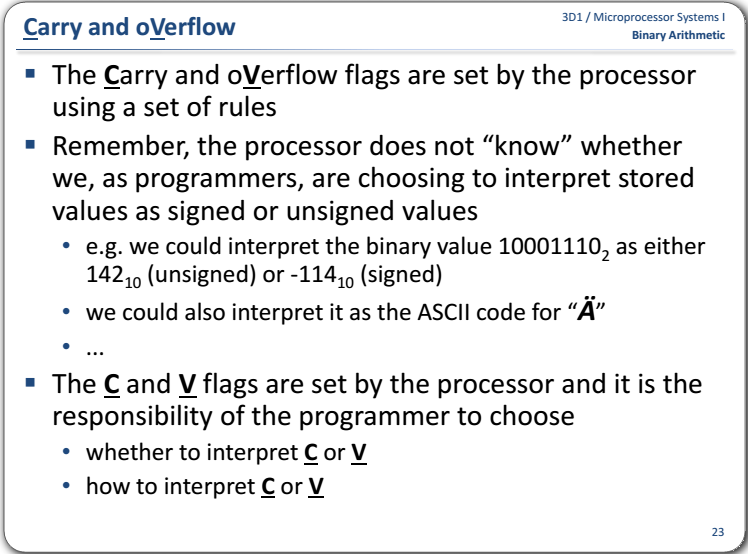 Carry and oVerflow
3D1 / Microprocessor Systems I
Binary Arithmetic
▪ The Carry and oVerflow flags are set by the processor
using a set of rules
▪ Remember, the processor does not “know” whether
we, as programmers, are choosing to interpret stored
values as signed or unsigned values
• e.g. we could interpret the binary value 10001110₂ as either
142₁₀ (unsigned) or -114₁₀ (signed)
• we could also interpret it as the ASCII code for “Ä”
• ...
▪ The C and V flags are set by the processor and it is the
responsibility of the programmer to choose
• whether to interpret C or V
• how to interpret C or V
23